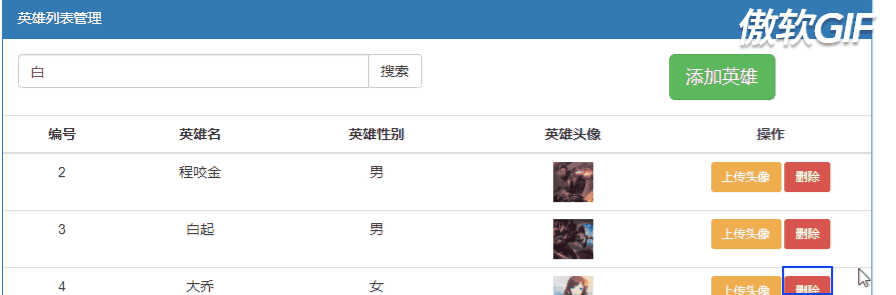 英雄列表管理
傲软GIF
白 搜索 添加英雄
编号 英雄名 英雄性别 英雄头像 操作
2 程咬金 男 上传头像 删除
3 白起 男 上传头像 删除
4 大乔 女 上传头像 删除